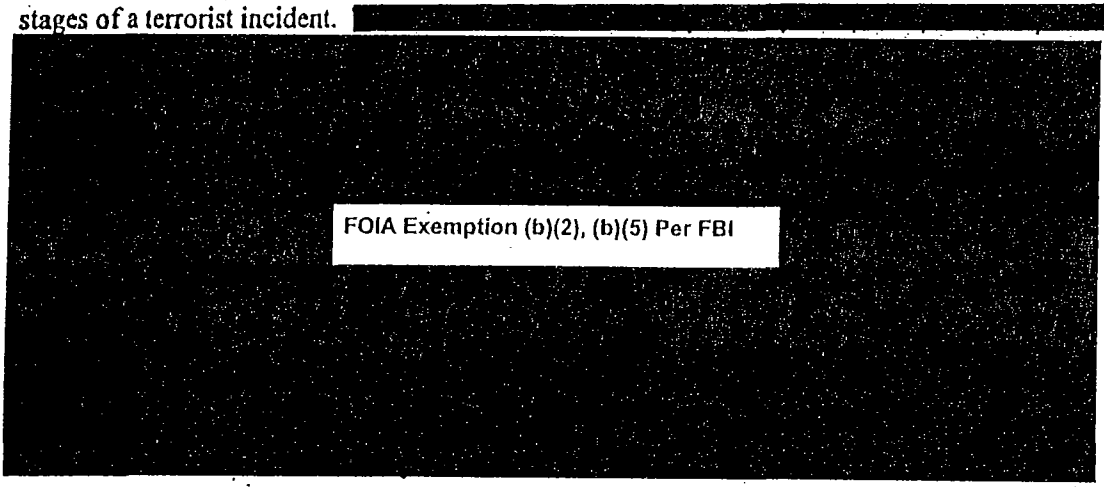 stages of a terrorist incident.
FOIA Exemption (b)(2), (b)(5) Per FBI